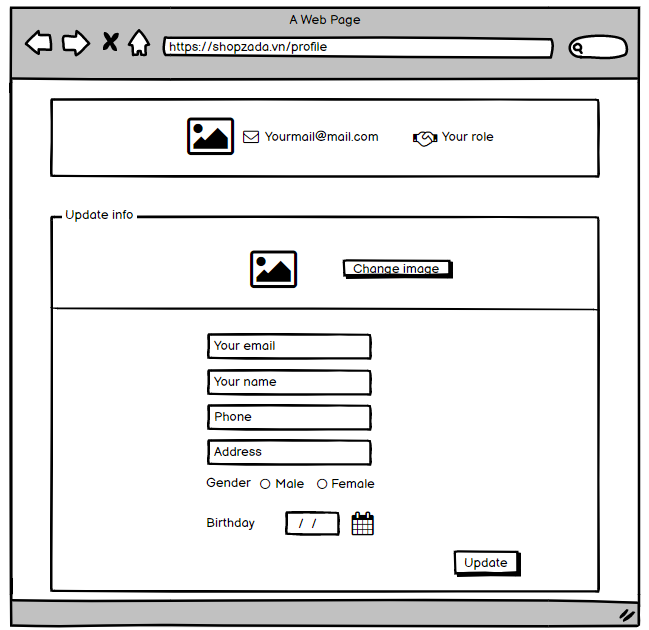 A Web Page
https://shopzada.vn/profile
Yourmail@mail.com Your role
Update info
Change image
Your email
Your name
Phone
Address
Gender Male Female
Birthday / /
Update